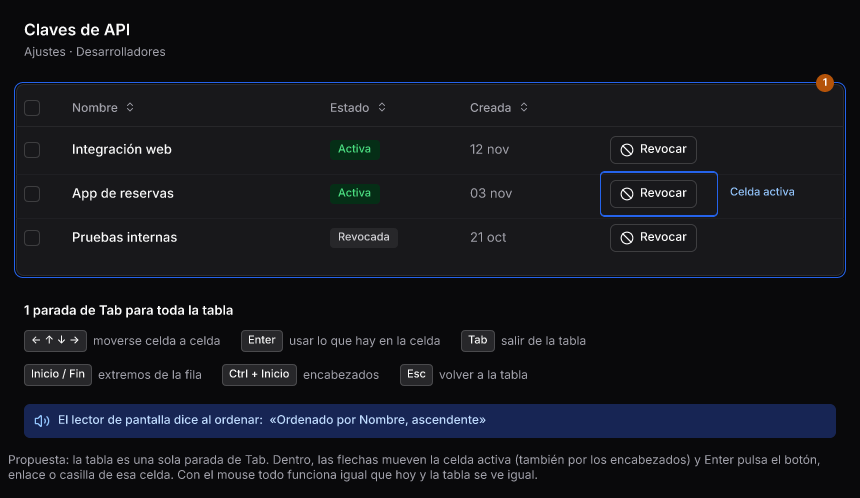 Claves de API
Ajustes · Desarrolladores
1
Nombre Estado Creada
Integración web Activa 12 nov Revocar
App de reservas Activa 03 nov Revocar Celda activa
Pruebas internas Revocada 21 oct Revocar
1 parada de Tab para toda la tabla
← ↑ ↓ → moverse celda a celda Enter usar lo que hay en la celda Tab salir de la tabla
Inicio / Fin extremos de la fila Ctrl + Inicio encabezados Esc volver a la tabla
El lector de pantalla dice al ordenar: «Ordenado por Nombre, ascendente»
Propuesta: la tabla es una sola parada de Tab. Dentro, las flechas mueven la celda activa (también por los encabezados) y Enter pulsa el botón,
enlace o casilla de esa celda. Con el mouse todo funciona igual que hoy y la tabla se ve igual.